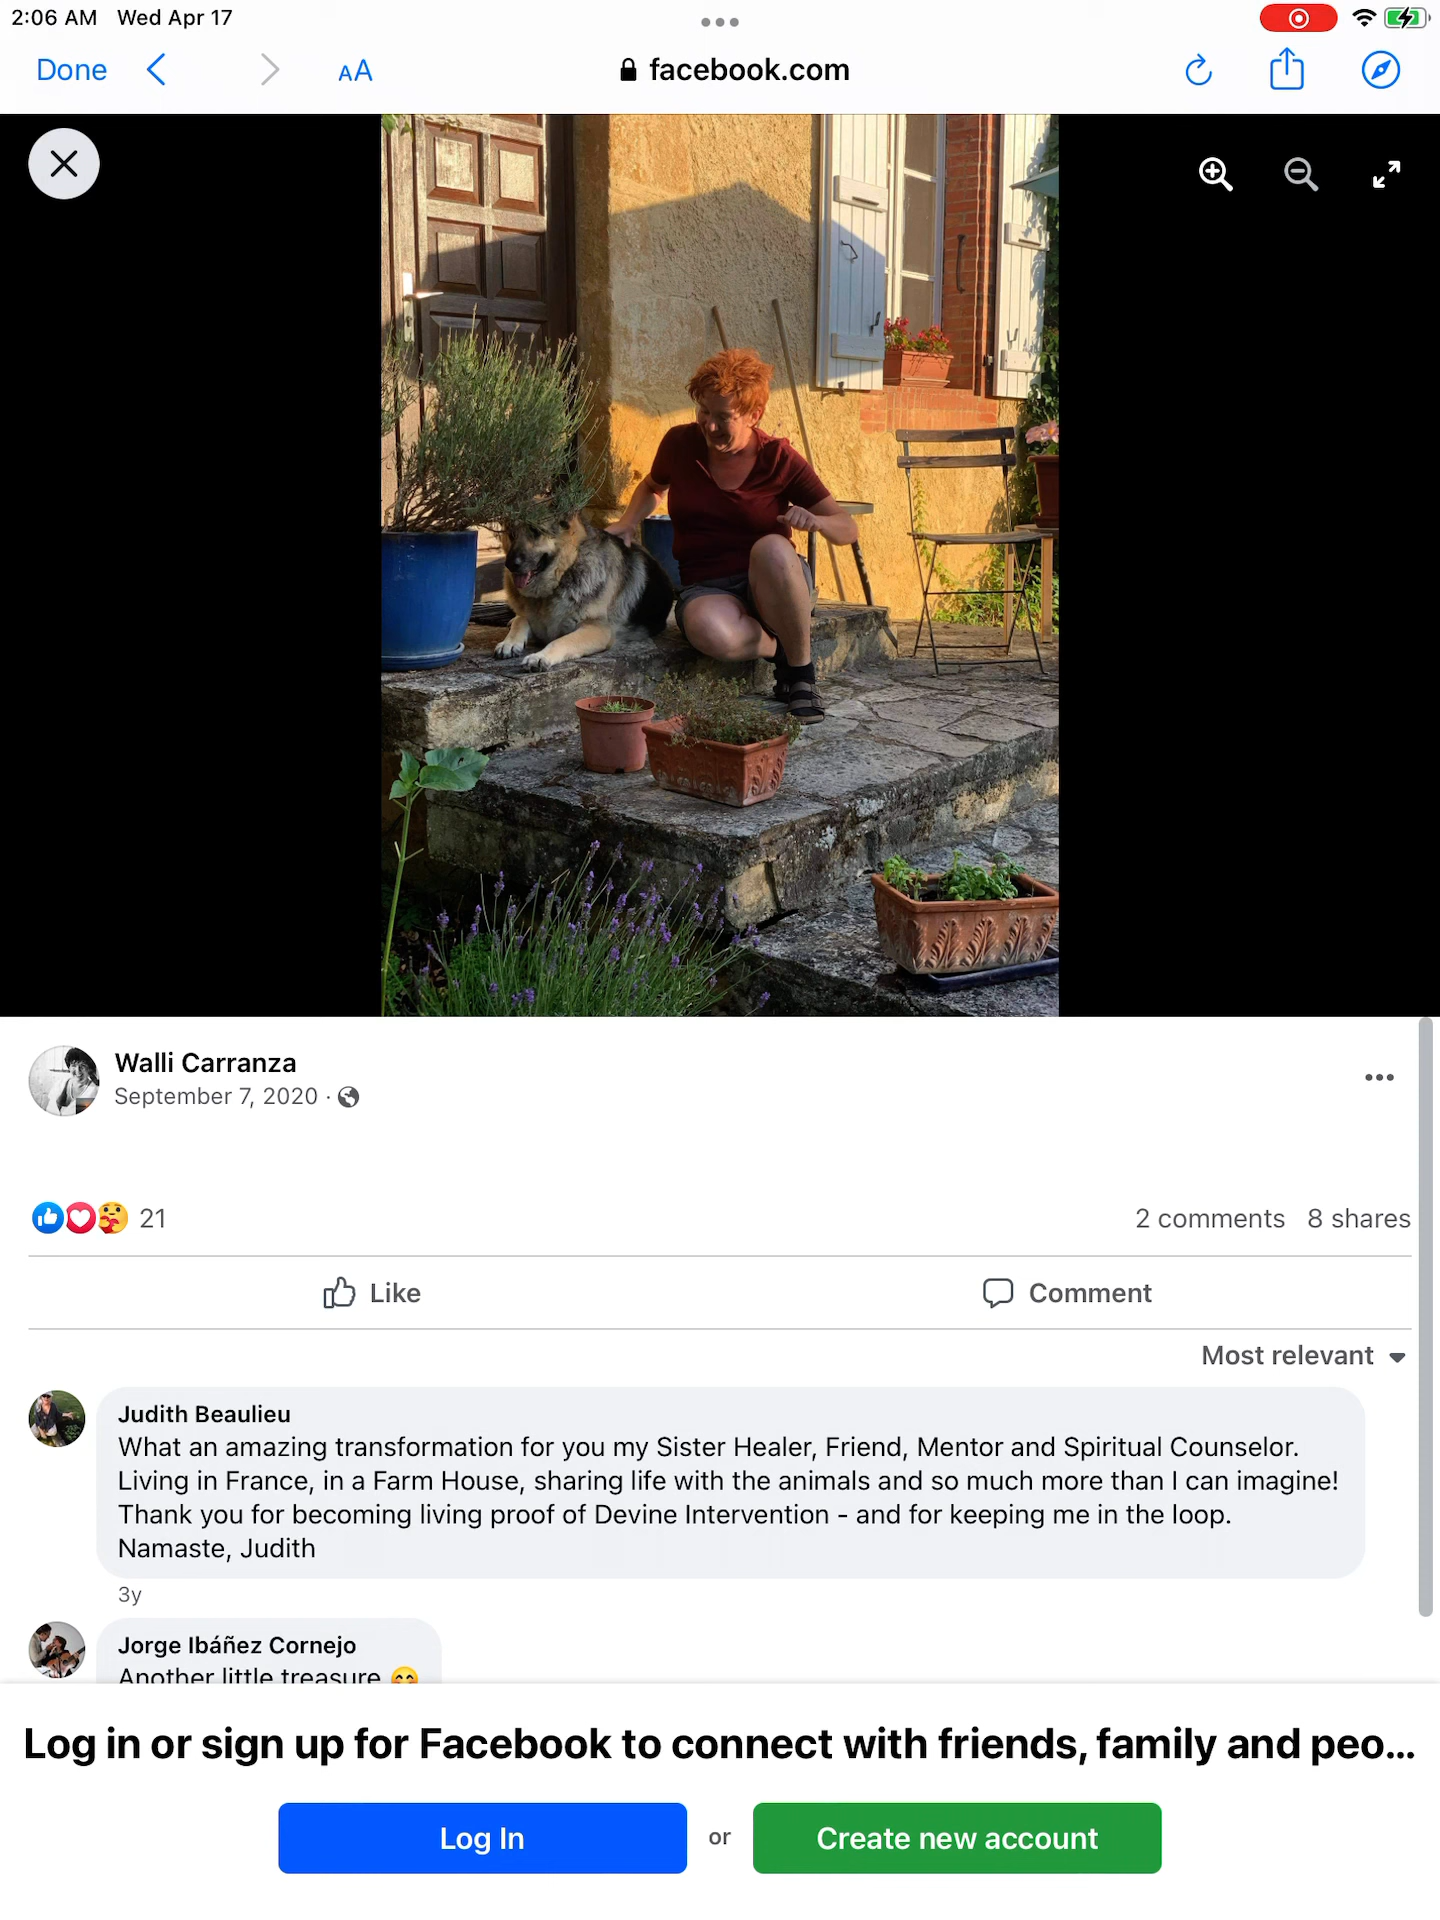 2:06 AM Wed Apr 17
Done
AA
facebook.com
Walli Carranza
September 7, 2020 ·
21
2 comments 8 shares
Like
Comment
Most relevant
Judith Beaulieu
What an amazing transformation for you my Sister Healer, Friend, Mentor and Spiritual Counselor.
Living in France, in a Farm House, sharing life with the animals and so much more than I can imagine!
Thank you for becoming living proof of Devine Intervention - and for keeping me in the loop.
Namaste, Judith
3y
Jorge Ibáñez Cornejo
Another little treasure 😊
Log in or sign up for Facebook to connect with friends, family and peo...
Log In
or
Create new account